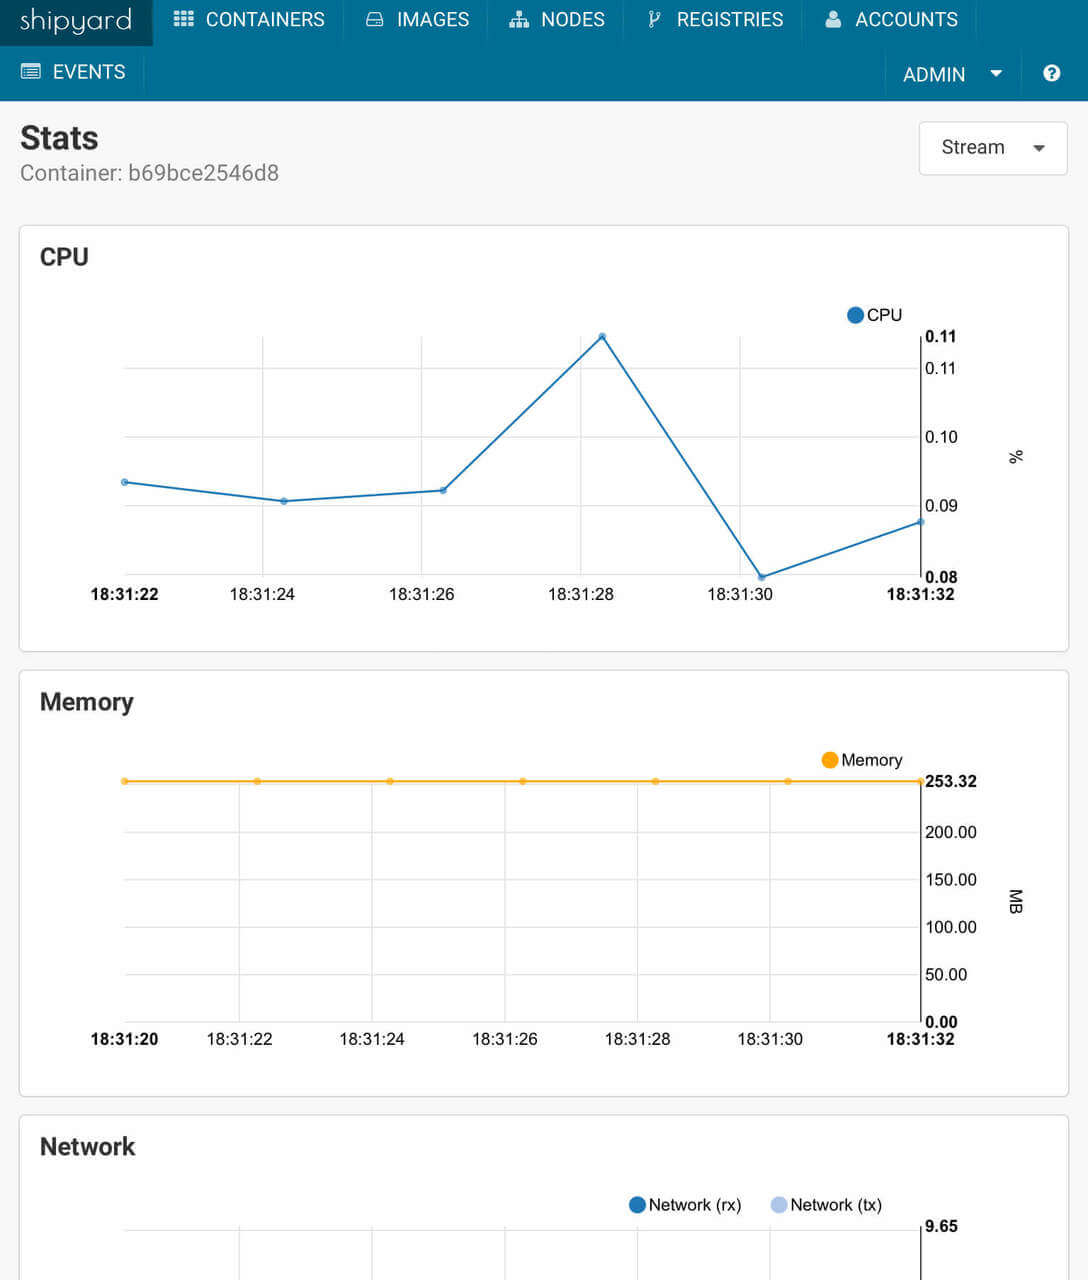 shipyard CONTAINERS IMAGES NODES REGISTRIES ACCOUNTS
EVENTS ADMIN ?
Stats
Container: b69bce2546d8
Stream
CPU
CPU
0.11
0.11
0.10
%
0.09
0.08
18:31:22 18:31:24 18:31:26 18:31:28 18:31:30 18:31:32
Memory
Memory
253.32
200.00
150.00
MB
100.00
50.00
0.00
18:31:20 18:31:22 18:31:24 18:31:26 18:31:28 18:31:30 18:31:32
Network
Network (rx) Network (tx)
9.65